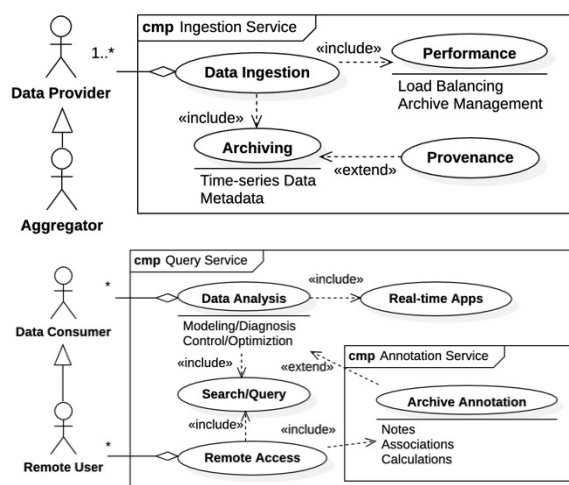 cmp Ingestion Service
1..*
Data Provider
Data Ingestion
«include»
Performance
Load Balancing
Archive Management
«include»
Archiving
Time-series Data
Metadata
«extend»
Provenance
Aggregator
cmp Query Service
*
Data Consumer
Data Analysis
Modeling/Diagnosis
Control/Optimiztion
«include»
Real-time Apps
«include»
«extend»
cmp Annotation Service
Search/Query
Archive Annotation
Notes
Associations
Calculations
«include»
«include»
*
Remote User
Remote Access